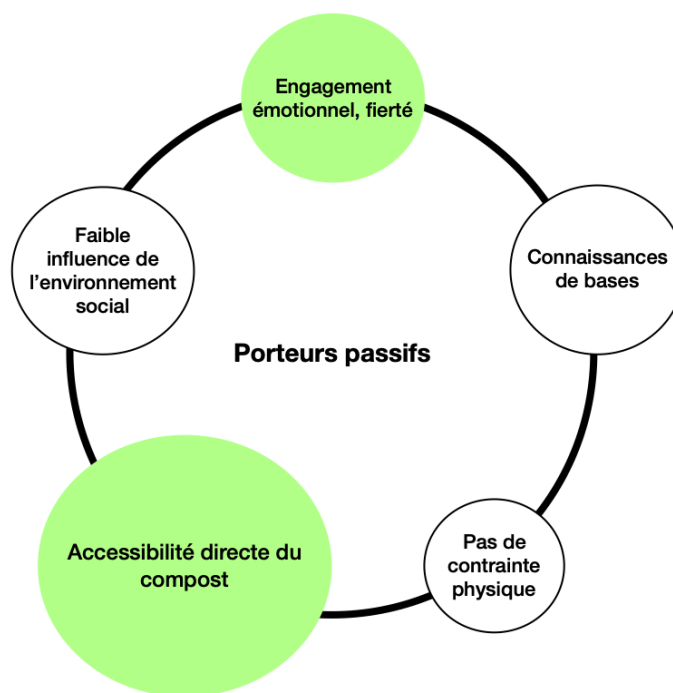 Engagement
émotionnel, fierté
Faible
influence de
l’environnement
social
Connaissances
de bases
Porteurs passifs
Accessibilité directe du
compost
Pas de
contrainte
physique